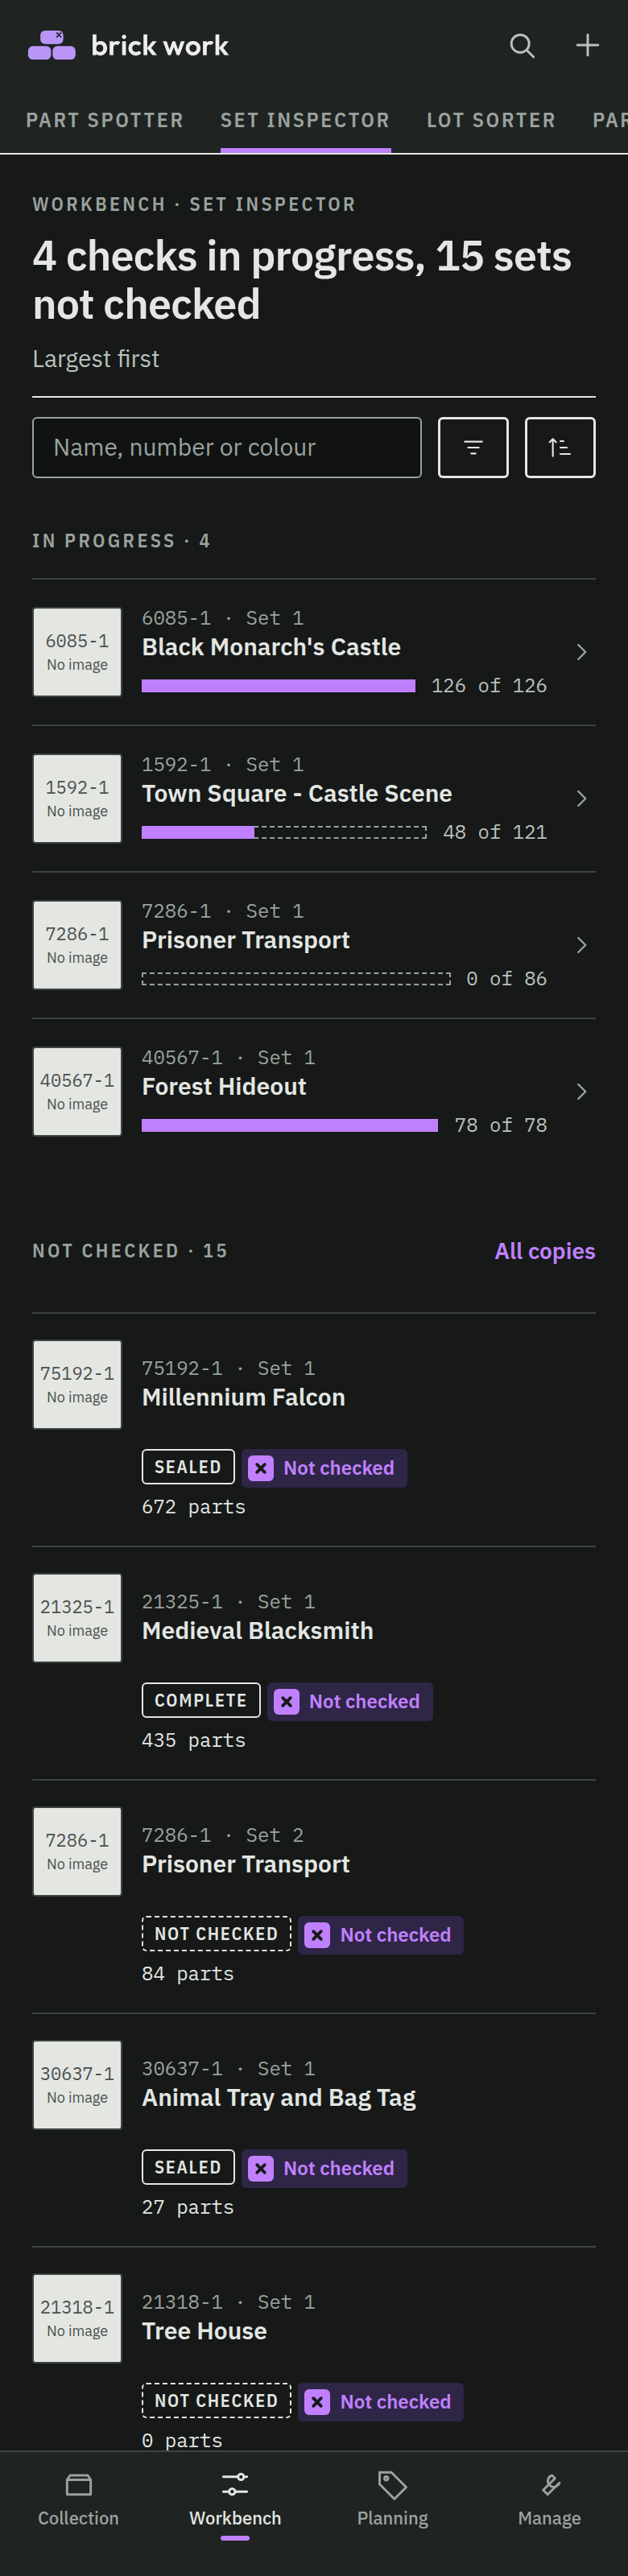 brick work
PART SPOTTER SET INSPECTOR LOT SORTER PAR
WORKBENCH · SET INSPECTOR
4 checks in progress, 15 sets
not checked
Largest first
Name, number or colour
IN PROGRESS · 4
6085-1
No image
6085-1 · Set 1
Black Monarch's Castle
126 of 126
1592-1
No image
1592-1 · Set 1
Town Square - Castle Scene
48 of 121
7286-1
No image
7286-1 · Set 1
Prisoner Transport
0 of 86
40567-1
No image
40567-1 · Set 1
Forest Hideout
78 of 78
NOT CHECKED · 15 All copies
75192-1
No image
75192-1 · Set 1
Millennium Falcon
SEALED Not checked
672 parts
21325-1
No image
21325-1 · Set 1
Medieval Blacksmith
COMPLETE Not checked
435 parts
7286-1
No image
7286-1 · Set 2
Prisoner Transport
NOT CHECKED Not checked
84 parts
30637-1
No image
30637-1 · Set 1
Animal Tray and Bag Tag
SEALED Not checked
27 parts
21318-1
No image
21318-1 · Set 1
Tree House
NOT CHECKED Not checked
0 parts
Collection Workbench Planning Manage